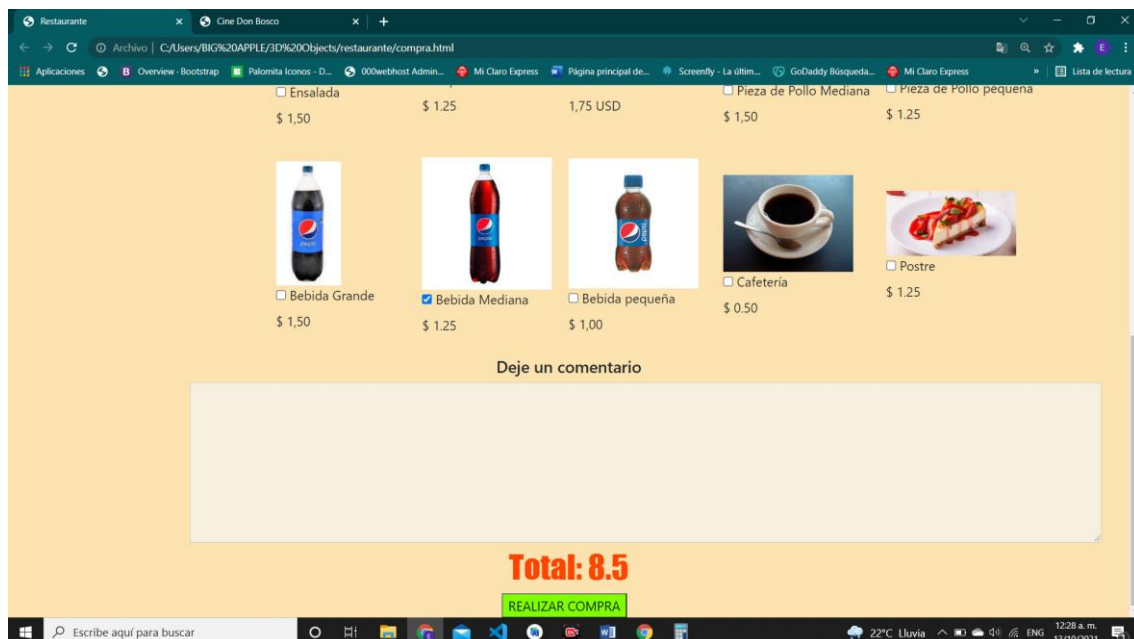 Restaurante
Cine Don Bosco
Archivo | C:/Users/BIG%20APPLE/3D%20Objects/restaurante/compra.html
Aplicaciones
B Overview · Bootstrap
Palomita Iconos - D...
000webhost Admin...
Mi Claro Express
Página principal de...
Screenfly - La últim...
GoDaddy Búsqueda...
Mi Claro Express
»
Lista de lectura
Ensalada
$ 1,50
$ 1.25
1,75 USD
Pieza de Pollo Mediana
$ 1,50
Pieza de Pollo pequeña
$ 1.25
pepsi
pepsi
pepsi
Bebida Grande
$ 1,50
Bebida Mediana
$ 1.25
Bebida pequeña
$ 1,00
Cafetería
$ 0.50
Postre
$ 1.25
Deje un comentario
Total: 8.5
REALIZAR COMPRA
Escribe aquí para buscar
22°C Lluvia
ENG
12:28 a. m.